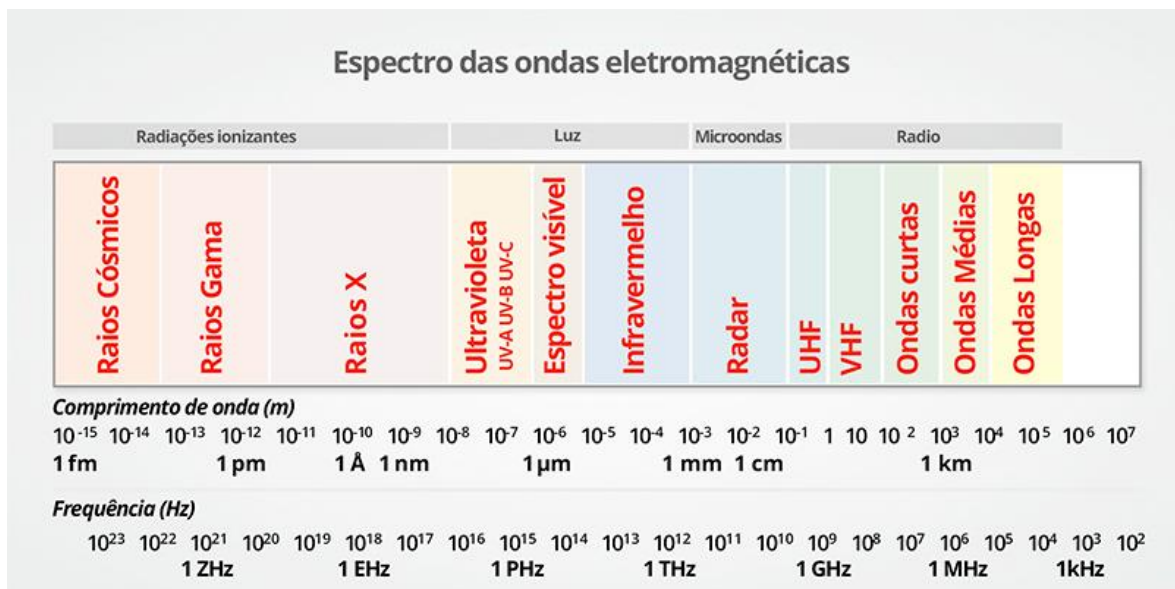 Espectro das ondas eletromagnéticas
Radiações ionizantes Luz Microondas Radio
Raios Cósmicos
Raios Gama
Raios X
Ultravioleta
UV-A UV-B UV-C
Espectro visível
Infravermelho
Radar
UHF
VHF
Ondas curtas
Ondas Médias
Ondas Longas
Comprimento de onda (m)
10⁻¹⁵ 10⁻¹⁴ 10⁻¹³ 10⁻¹² 10⁻¹¹ 10⁻¹⁰ 10⁻⁹ 10⁻⁸ 10⁻⁷ 10⁻⁶ 10⁻⁵ 10⁻⁴ 10⁻³ 10⁻² 10⁻¹ 1 10 10² 10³ 10⁴ 10⁵ 10⁶ 10⁷
1 fm 1 pm 1 Å 1 nm 1 µm 1 mm 1 cm 1 km
Frequência (Hz)
10²³ 10²² 10²¹ 10²⁰ 10¹⁹ 10¹⁸ 10¹⁷ 10¹⁶ 10¹⁵ 10¹⁴ 10¹³ 10¹² 10¹¹ 10¹⁰ 10⁹ 10⁸ 10⁷ 10⁶ 10⁵ 10⁴ 10³ 10²
1 ZHz 1 EHz 1 PHz 1 THz 1 GHz 1 MHz 1kHz